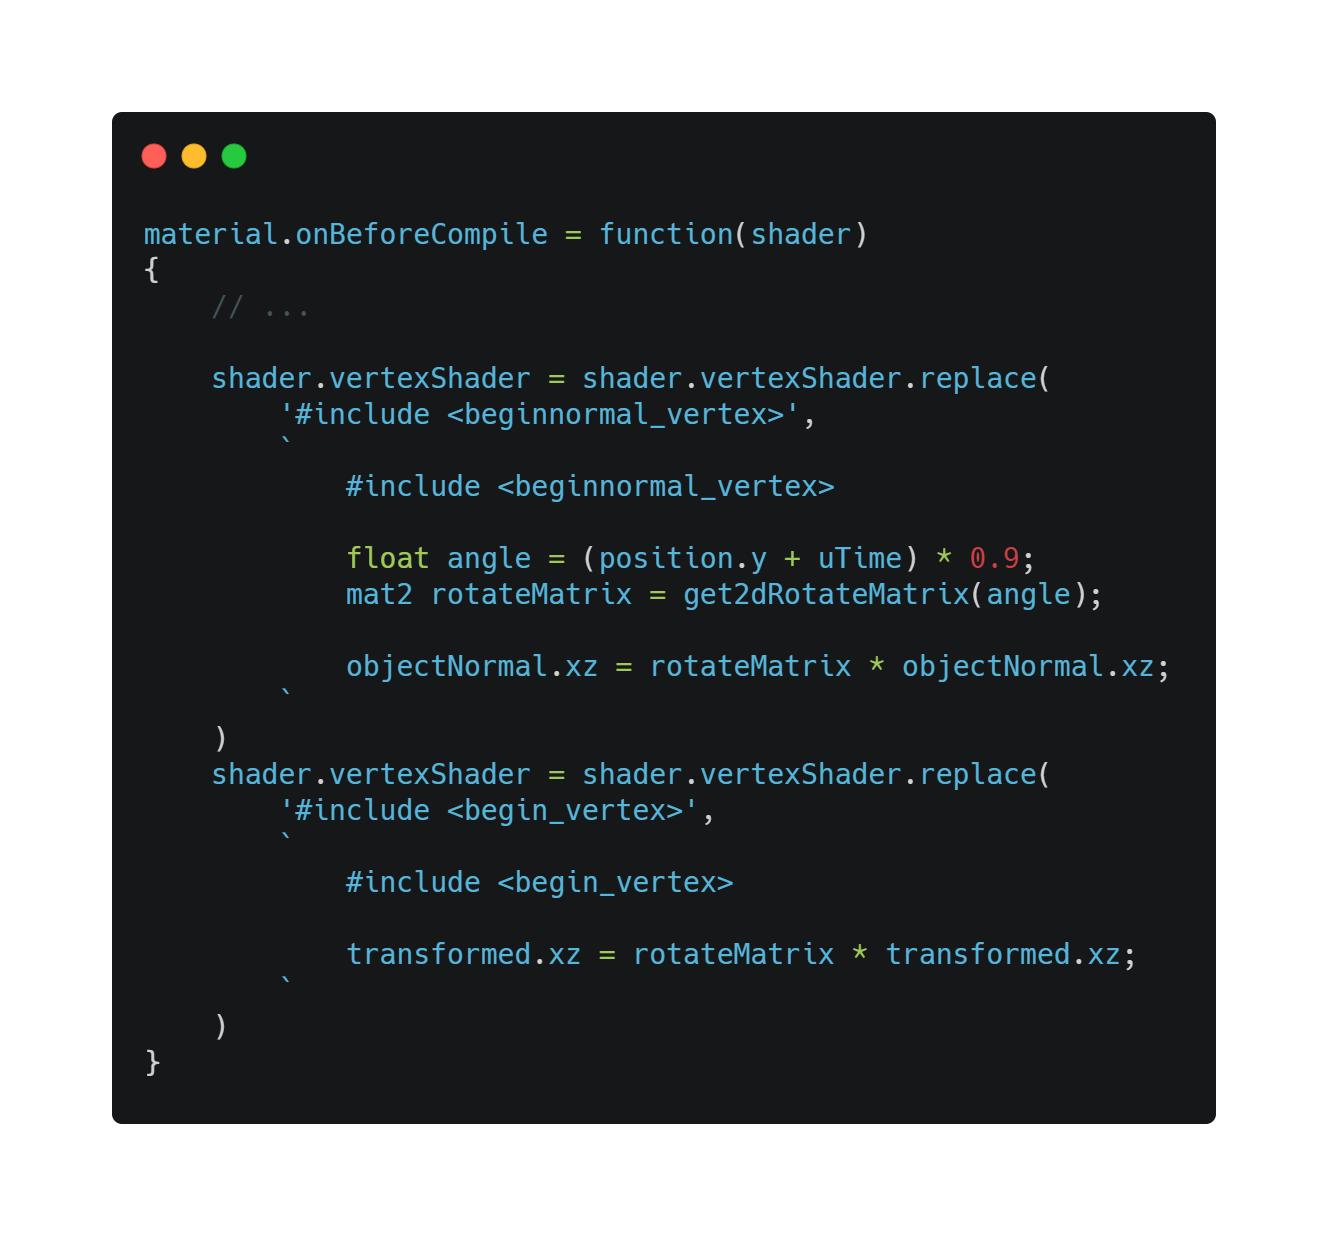 material.onBeforeCompile = function(shader)
{
    // ...

    shader.vertexShader = shader.vertexShader.replace(
        '#include <beginnormal_vertex>',
        `
            #include <beginnormal_vertex>

            float angle = (position.y + uTime) * 0.9;
            mat2 rotateMatrix = get2dRotateMatrix(angle);

            objectNormal.xz = rotateMatrix * objectNormal.xz;
        `
    )
    shader.vertexShader = shader.vertexShader.replace(
        '#include <begin_vertex>',
        `
            #include <begin_vertex>

            transformed.xz = rotateMatrix * transformed.xz;
        `
    )
}